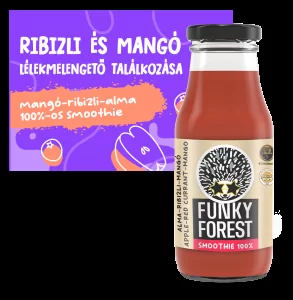 RIBIZLI ÉS MANGÓ
LÉLEKMELENGETŐ TALÁLKOZÁSA
mangó-ribizli-alma
100%-os smoothie
ALMA-RIBIZLI-MANGÓ
APPLE-RED CURRANT-MANGO
FUNKY
FOREST
SMOOTHIE 100%